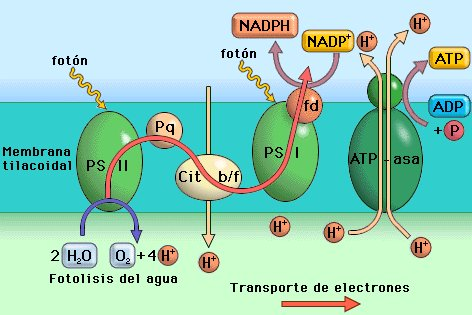 NADPH
NADP⁺
H⁺
H⁺
fotón
fotón
ATP
fd
ADP
+ P
Pq
Membrana
tilacoidal
PS II
Cit b/f
PS I
ATP-asa
2 H₂O
O₂ + 4 H⁺
H⁺
H⁺
H⁺
H⁺
Fotolisis del agua
Transporte de electrones